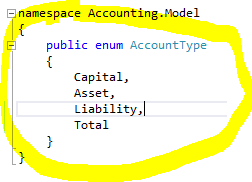 namespace Accounting.Model
{
public enum AccountType
{
Capital,
Asset,
Liability,
Total
}
}